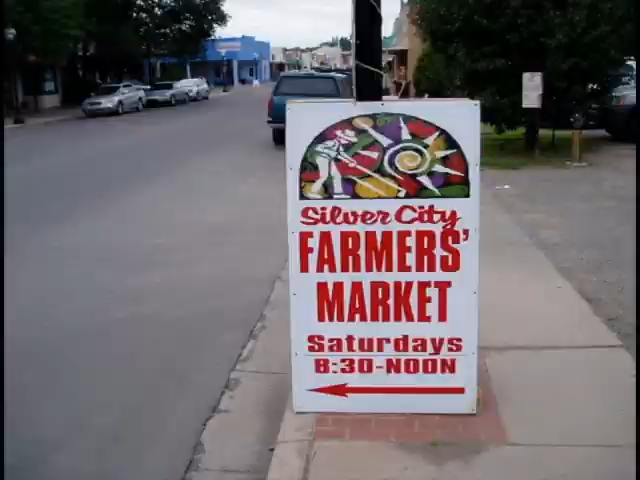 Silver City
FARMERS'
MARKET
Saturdays
8:30-NOON